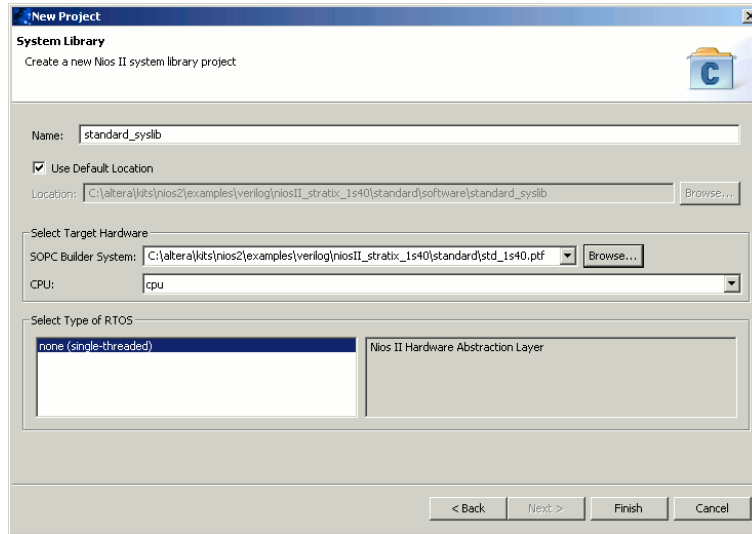 New Project
System Library
Create a new Nios II system library project
C
Name: standard_syslib
Use Default Location
Location: C:\altera\kits\nios2\examples\verilog\niosII_stratix_1s40\standard\software\standard_syslib Browse...
Select Target Hardware
SOPC Builder System: C:\altera\kits\nios2\examples\verilog\niosII_stratix_1s40\standard\std_1s40.ptf Browse...
CPU: cpu
Select Type of RTOS
none (single-threaded) Nios II Hardware Abstraction Layer
< Back Next > Finish Cancel